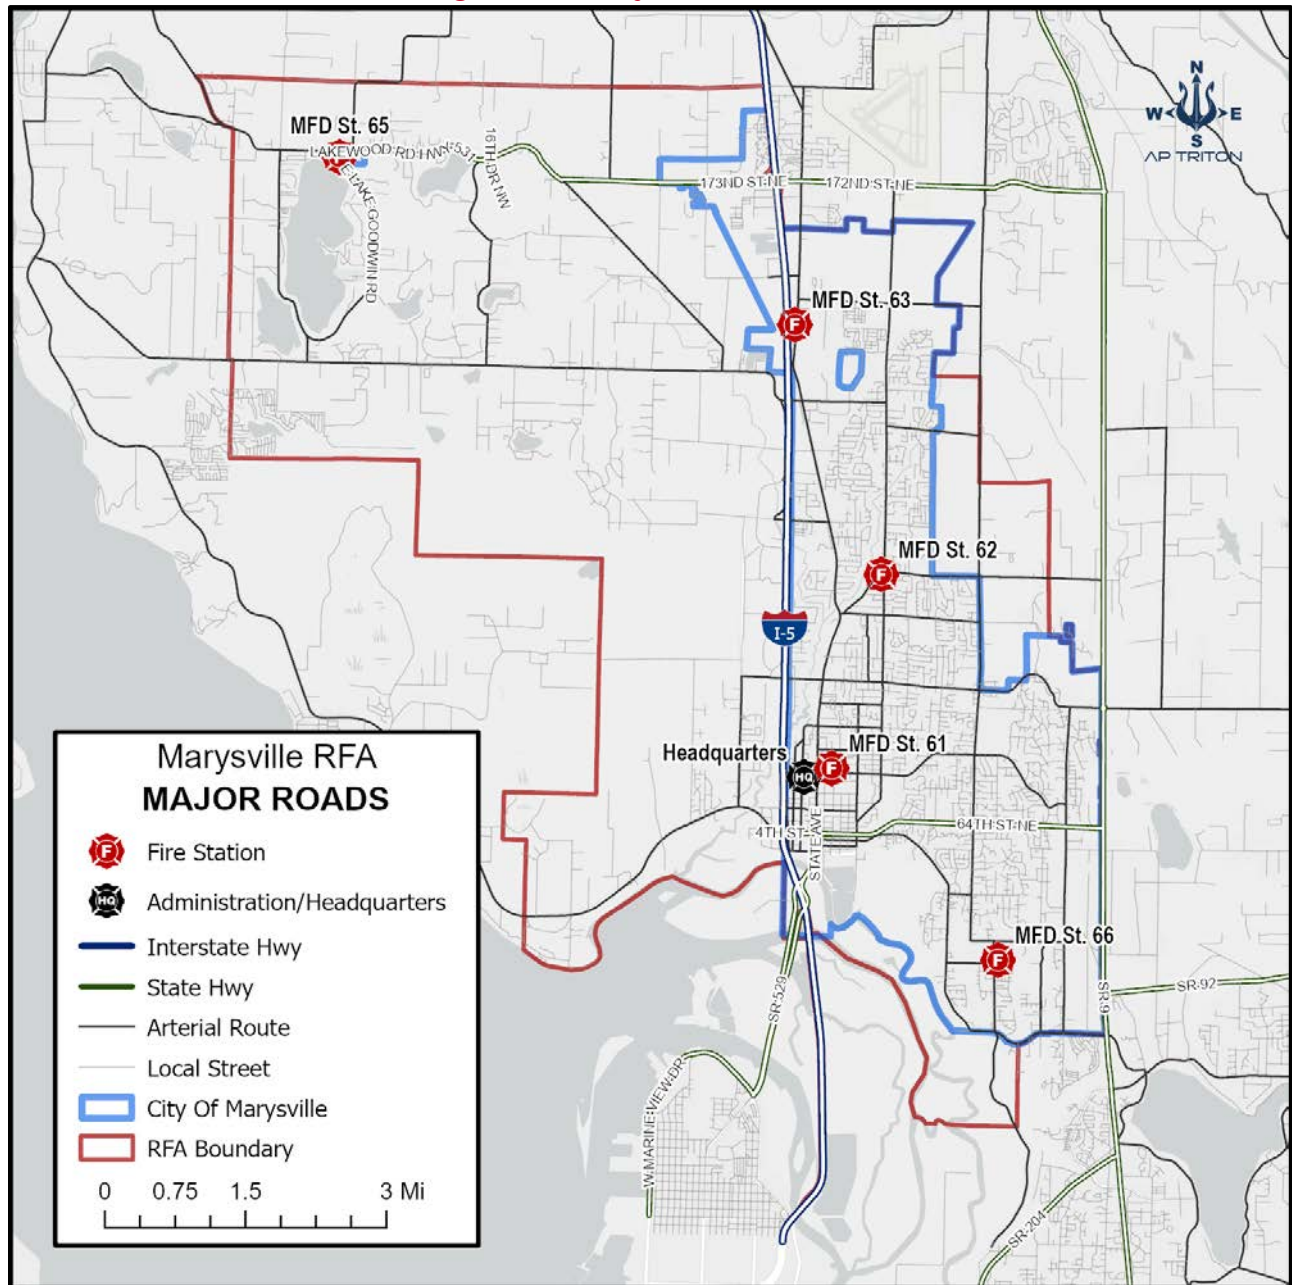 N
W E
S
AP TRITON
MFD St. 65
LAKEWOOD RD
531
16TH DR NW
E LAKE GOODWIN RD
173ND ST NE
172ND ST NE
MFD St. 63
F
MFD St. 62
F
I-5
Headquarters
HQ
MFD St. 61
F
4TH ST
STATE AVE
64TH ST NE
MFD St. 66
F
SR 92
SR 9
SR 529
W MARINE VIEW DR
SR 204
Marysville RFA
MAJOR ROADS
F Fire Station
HQ Administration/Headquarters
Interstate Hwy
State Hwy
Arterial Route
Local Street
City Of Marysville
RFA Boundary
0 0.75 1.5 3 Mi